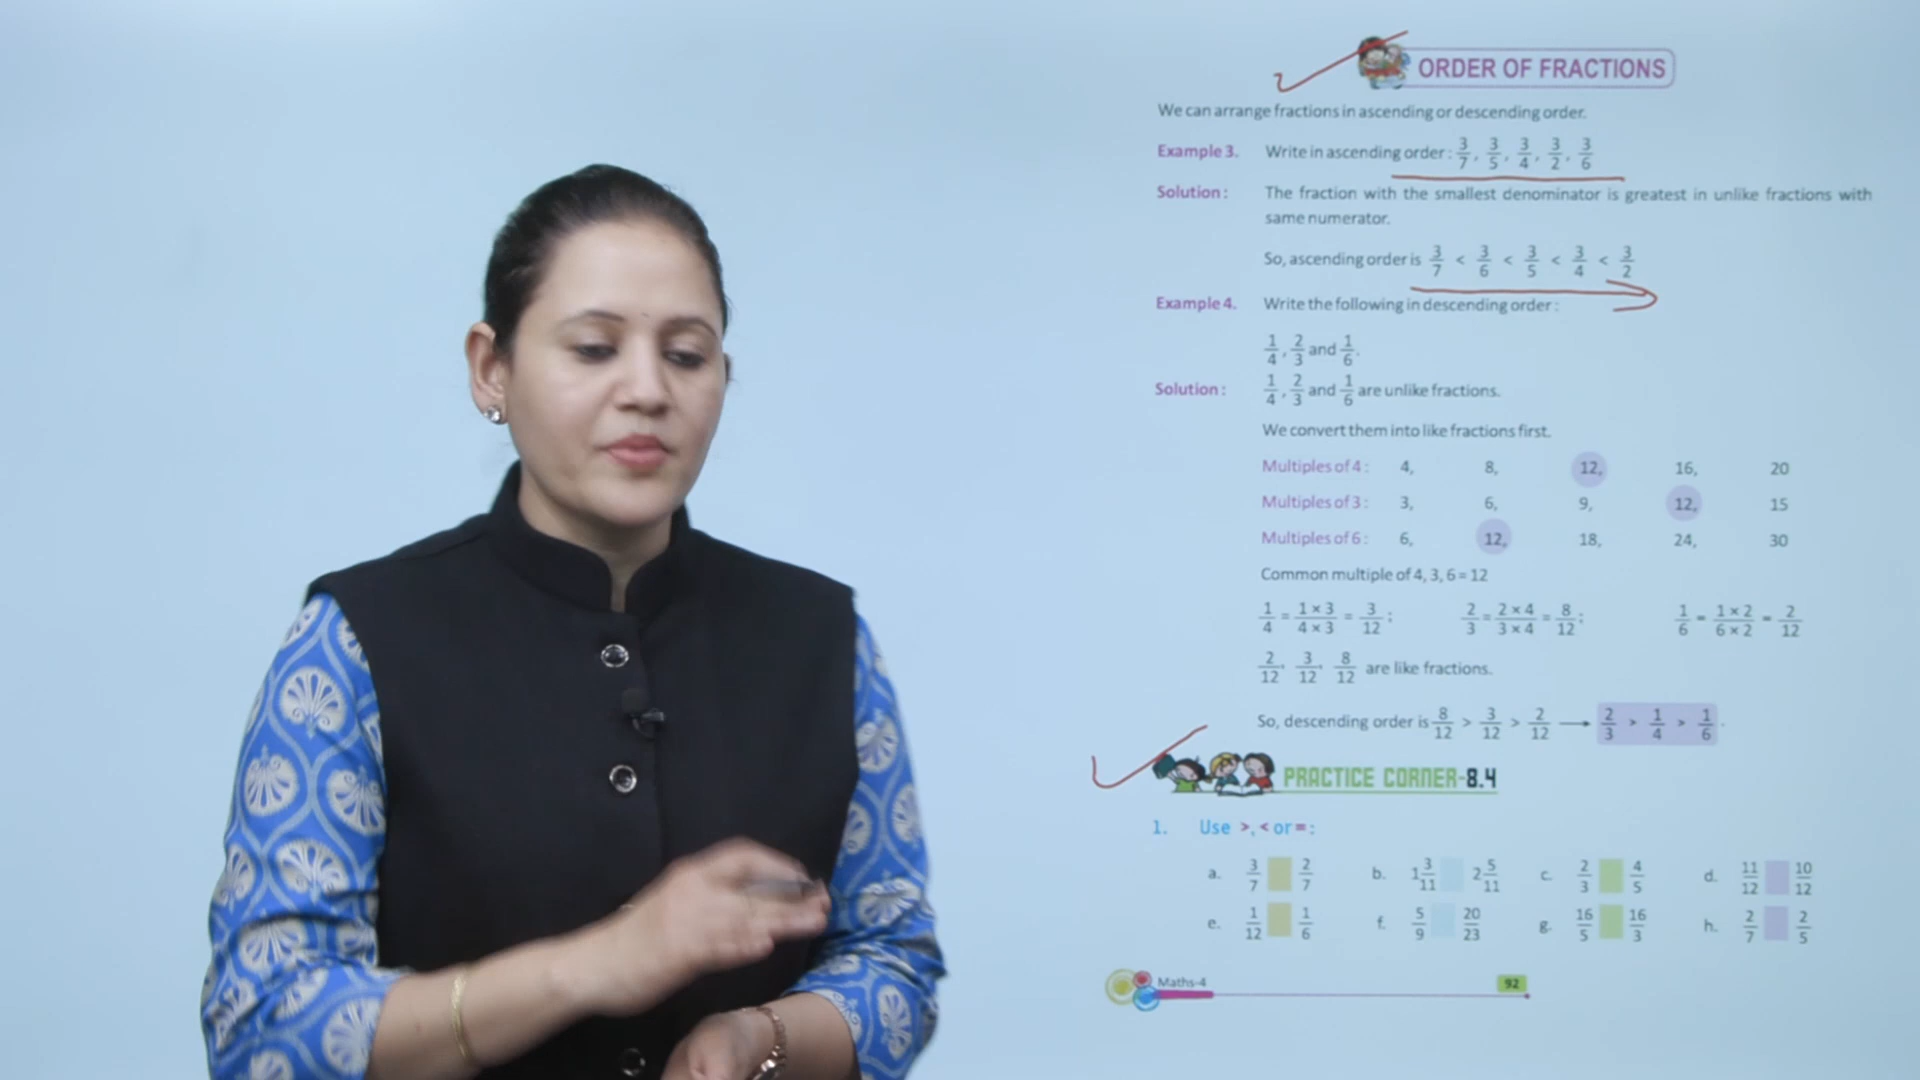 ORDER OF FRACTIONS
We can arrange fractions in ascending or descending order.
Example 3. Write in ascending order : 3/7, 3/5, 3/4, 3/2, 3/6
Solution : The fraction with the smallest denominator is greatest in unlike fractions with
same numerator.
So, ascending order is 3/7 < 3/6 < 3/5 < 3/4 < 3/2
Example 4. Write the following in descending order :
1/4, 2/3 and 1/6.
Solution : 1/4, 2/3 and 1/6 are unlike fractions.
We convert them into like fractions first.
Multiples of 4 : 4, 8, 12, 16, 20
Multiples of 3 : 3, 6, 9, 12, 15
Multiples of 6 : 6, 12, 18, 24, 30
Common multiple of 4, 3, 6 = 12
1/4 = 1 × 3/4 × 3 = 3/12 ; 2/3 = 2 × 4/3 × 4 = 8/12 ; 1/6 = 1 × 2/6 × 2 = 2/12
2/12, 3/12, 8/12 are like fractions.
So, descending order is 8/12 > 3/12 > 2/12 → 2/3 > 1/4 > 1/6.
PRACTICE CORNER-8.4
1. Use >, < or = :
a. 3/7 2/7 b. 1 3/11 2 5/11 c. 2/3 4/5 d. 11/12 10/12
e. 1/12 1/6 f. 5/9 20/23 g. 16/5 16/3 h. 2/7 2/5
Maths-4 92